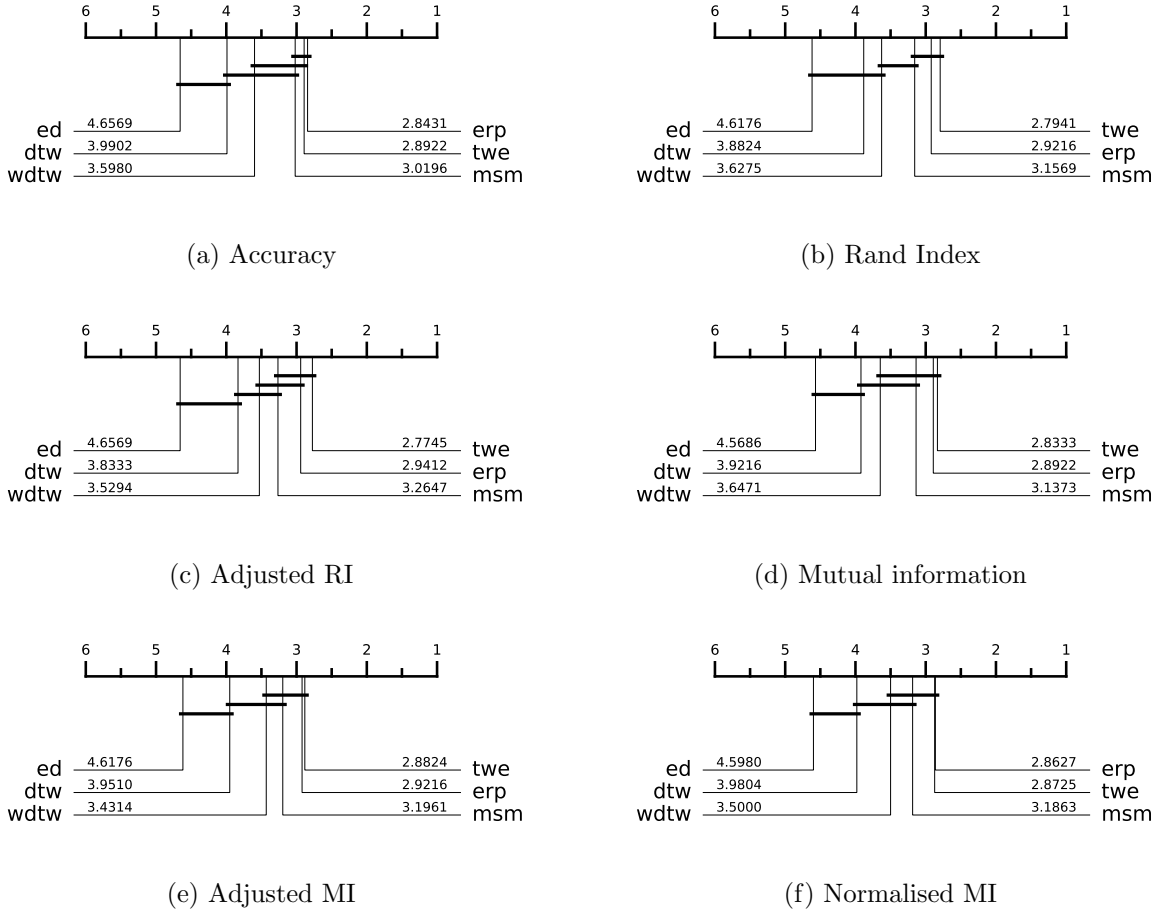 6 5 4 3 2 1
ed 4.6569 2.8431 erp
dtw 3.9902 2.8922 twe
wdtw 3.5980 3.0196 msm
(a) Accuracy
6 5 4 3 2 1
ed 4.6176 2.7941 twe
dtw 3.8824 2.9216 erp
wdtw 3.6275 3.1569 msm
(b) Rand Index
6 5 4 3 2 1
ed 4.6569 2.7745 twe
dtw 3.8333 2.9412 erp
wdtw 3.5294 3.2647 msm
(c) Adjusted RI
6 5 4 3 2 1
ed 4.5686 2.8333 twe
dtw 3.9216 2.8922 erp
wdtw 3.6471 3.1373 msm
(d) Mutual information
6 5 4 3 2 1
ed 4.6176 2.8824 twe
dtw 3.9510 2.9216 erp
wdtw 3.4314 3.1961 msm
(e) Adjusted MI
6 5 4 3 2 1
ed 4.5980 2.8627 erp
dtw 3.9804 2.8725 twe
wdtw 3.5000 3.1863 msm
(f) Normalised MI